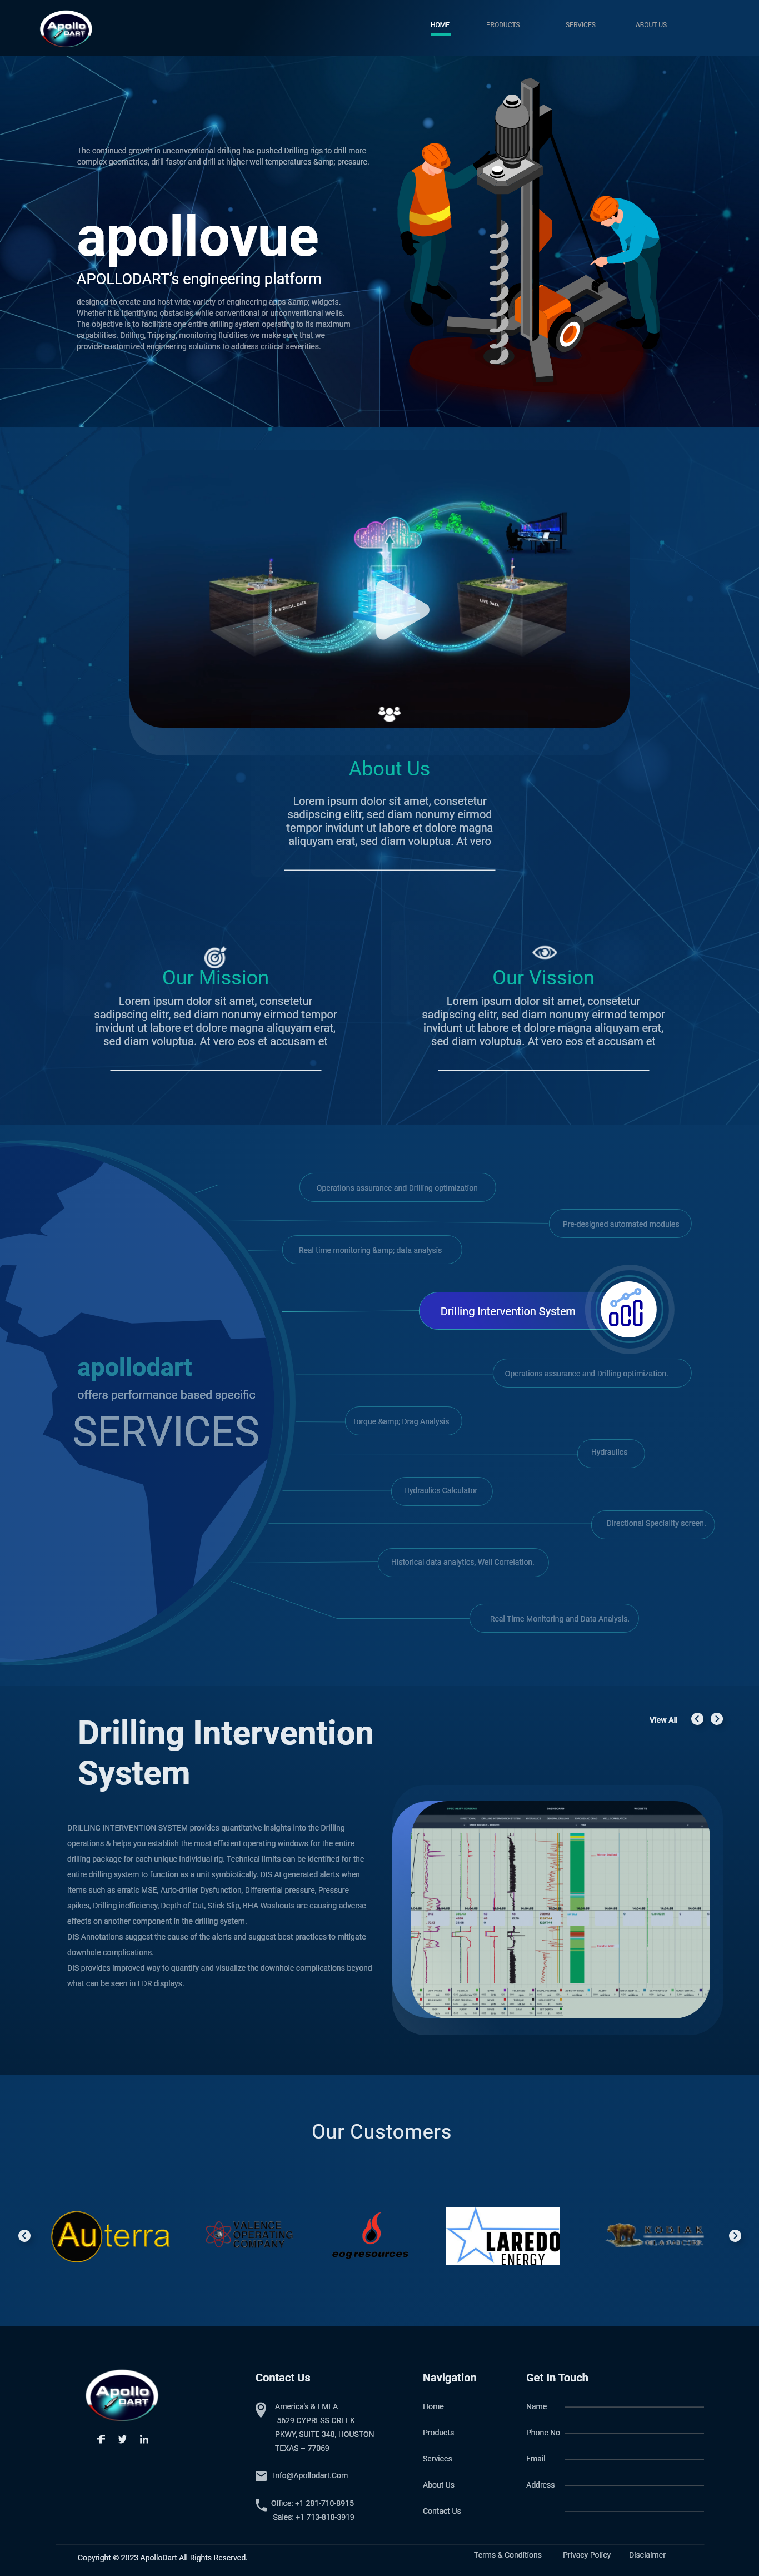 Apollo
DART
HOME
PRODUCTS
SERVICES
ABOUT US
The continued growth in unconventional drilling has pushed Drilling rigs to drill more
complex geometries, drill faster and drill at higher well temperatures &amp; pressure.
apollovue
APOLLODART's engineering platform
designed to create and host wide variety of engineering apps &amp; widgets.
Whether it is identifying obstacles while conventional or unconventional wells.
The objective is to facilitate one entire drilling system operating to its maximum
capabilities. Drilling, Tripping, monitoring fluidities we make sure that we
provide customized engineering solutions to address critical severities.
HISTORICAL DATA
LIVE DATA
About Us
Lorem ipsum dolor sit amet, consetetur
sadipscing elitr, sed diam nonumy eirmod
tempor invidunt ut labore et dolore magna
aliquyam erat, sed diam voluptua. At vero
Our Mission
Lorem ipsum dolor sit amet, consetetur
sadipscing elitr, sed diam nonumy eirmod tempor
invidunt ut labore et dolore magna aliquyam erat,
sed diam voluptua. At vero eos et accusam et
Our Vission
Lorem ipsum dolor sit amet, consetetur
sadipscing elitr, sed diam nonumy eirmod tempor
invidunt ut labore et dolore magna aliquyam erat,
sed diam voluptua. At vero eos et accusam et
Operations assurance and Drilling optimization
Pre-designed automated modules
Real time monitoring &amp; data analysis
Drilling Intervention System
apollodart
offers performance based specific
SERVICES
Operations assurance and Drilling optimization.
Torque &amp; Drag Analysis
Hydraulics
Hydraulics Calculator
Directional Speciality screen.
Historical data analytics, Well Correlation.
Real Time Monitoring and Data Analysis.
Drilling Intervention
System
View All
DRILLING INTERVENTION SYSTEM provides quantitative insights into the Drilling
operations & helps you establish the most efficient operating windows for the entire
drilling package for each unique individual rig. Technical limits can be identified for the
entire drilling system to function as a unit symbiotically. DIS AI generated alerts when
items such as erratic MSE, Auto-driller Dysfunction, Differential pressure, Pressure
spikes, Drilling inefficiency, Depth of Cut, Stick Slip, BHA Washouts are causing adverse
effects on another component in the drilling system.
DIS Annotations suggest the cause of the alerts and suggest best practices to mitigate
downhole complications.
DIS provides improved way to quantify and visualize the downhole complications beyond
what can be seen in EDR displays.
Our Customers
Auterra
VALENCE
OPERATING
COMPANY
eog resources
LAREDO
ENERGY
KODIAK
Apollo
DART
Contact Us
America's & EMEA
5629 CYPRESS CREEK
PKWY, SUITE 348, HOUSTON
TEXAS – 77069
Info@Apollodart.Com
Office: +1 281-710-8915
Sales: +1 713-818-3919
Navigation
Home
Products
Services
About Us
Contact Us
Get In Touch
Name
Phone No
Email
Address
Copyright © 2023 ApolloDart All Rights Reserved.
Terms & Conditions
Privacy Policy
Disclaimer